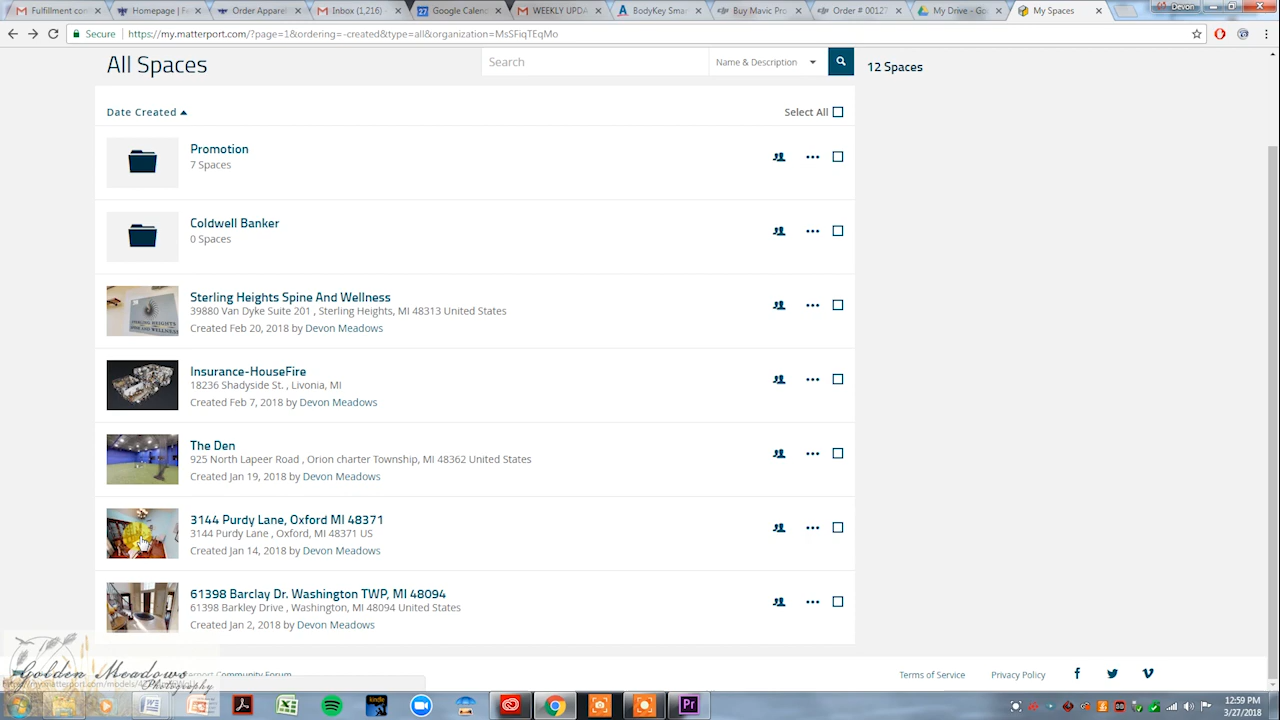 Fulfillment con
Homepage | Fe
Order Apparel
Inbox (1,216)
Google Calenc
WEEKLY UPDA
BodyKey Smar
Buy Mavic Pro
Order # 00127
My Drive - Goo
My Spaces
Devon
Secure https://my.matterport.com/?page=1&ordering=-created&type=all&organization=MsSFiqTEqMo
All Spaces
Search
Name & Description
12 Spaces
Date Created
Select All
Promotion
7 Spaces
Coldwell Banker
0 Spaces
Sterling Heights Spine And Wellness
39880 Van Dyke Suite 201 , Sterling Heights, MI 48313 United States
Created Feb 20, 2018 by Devon Meadows
Insurance-HouseFire
18236 Shadyside St. , Livonia, MI
Created Feb 7, 2018 by Devon Meadows
The Den
925 North Lapeer Road , Orion charter Township, MI 48362 United States
Created Jan 19, 2018 by Devon Meadows
3144 Purdy Lane, Oxford MI 48371
3144 Purdy Lane , Oxford, MI 48371 US
Created Jan 14, 2018 by Devon Meadows
61398 Barclay Dr. Washington TWP, MI 48094
61398 Barkley Drive , Washington, MI 48094 United States
Created Jan 2, 2018 by Devon Meadows
Golden Meadows
Photography
Community Forum
Terms of Service
Privacy Policy
kindle
Pr
12:59 PM
3/27/2018